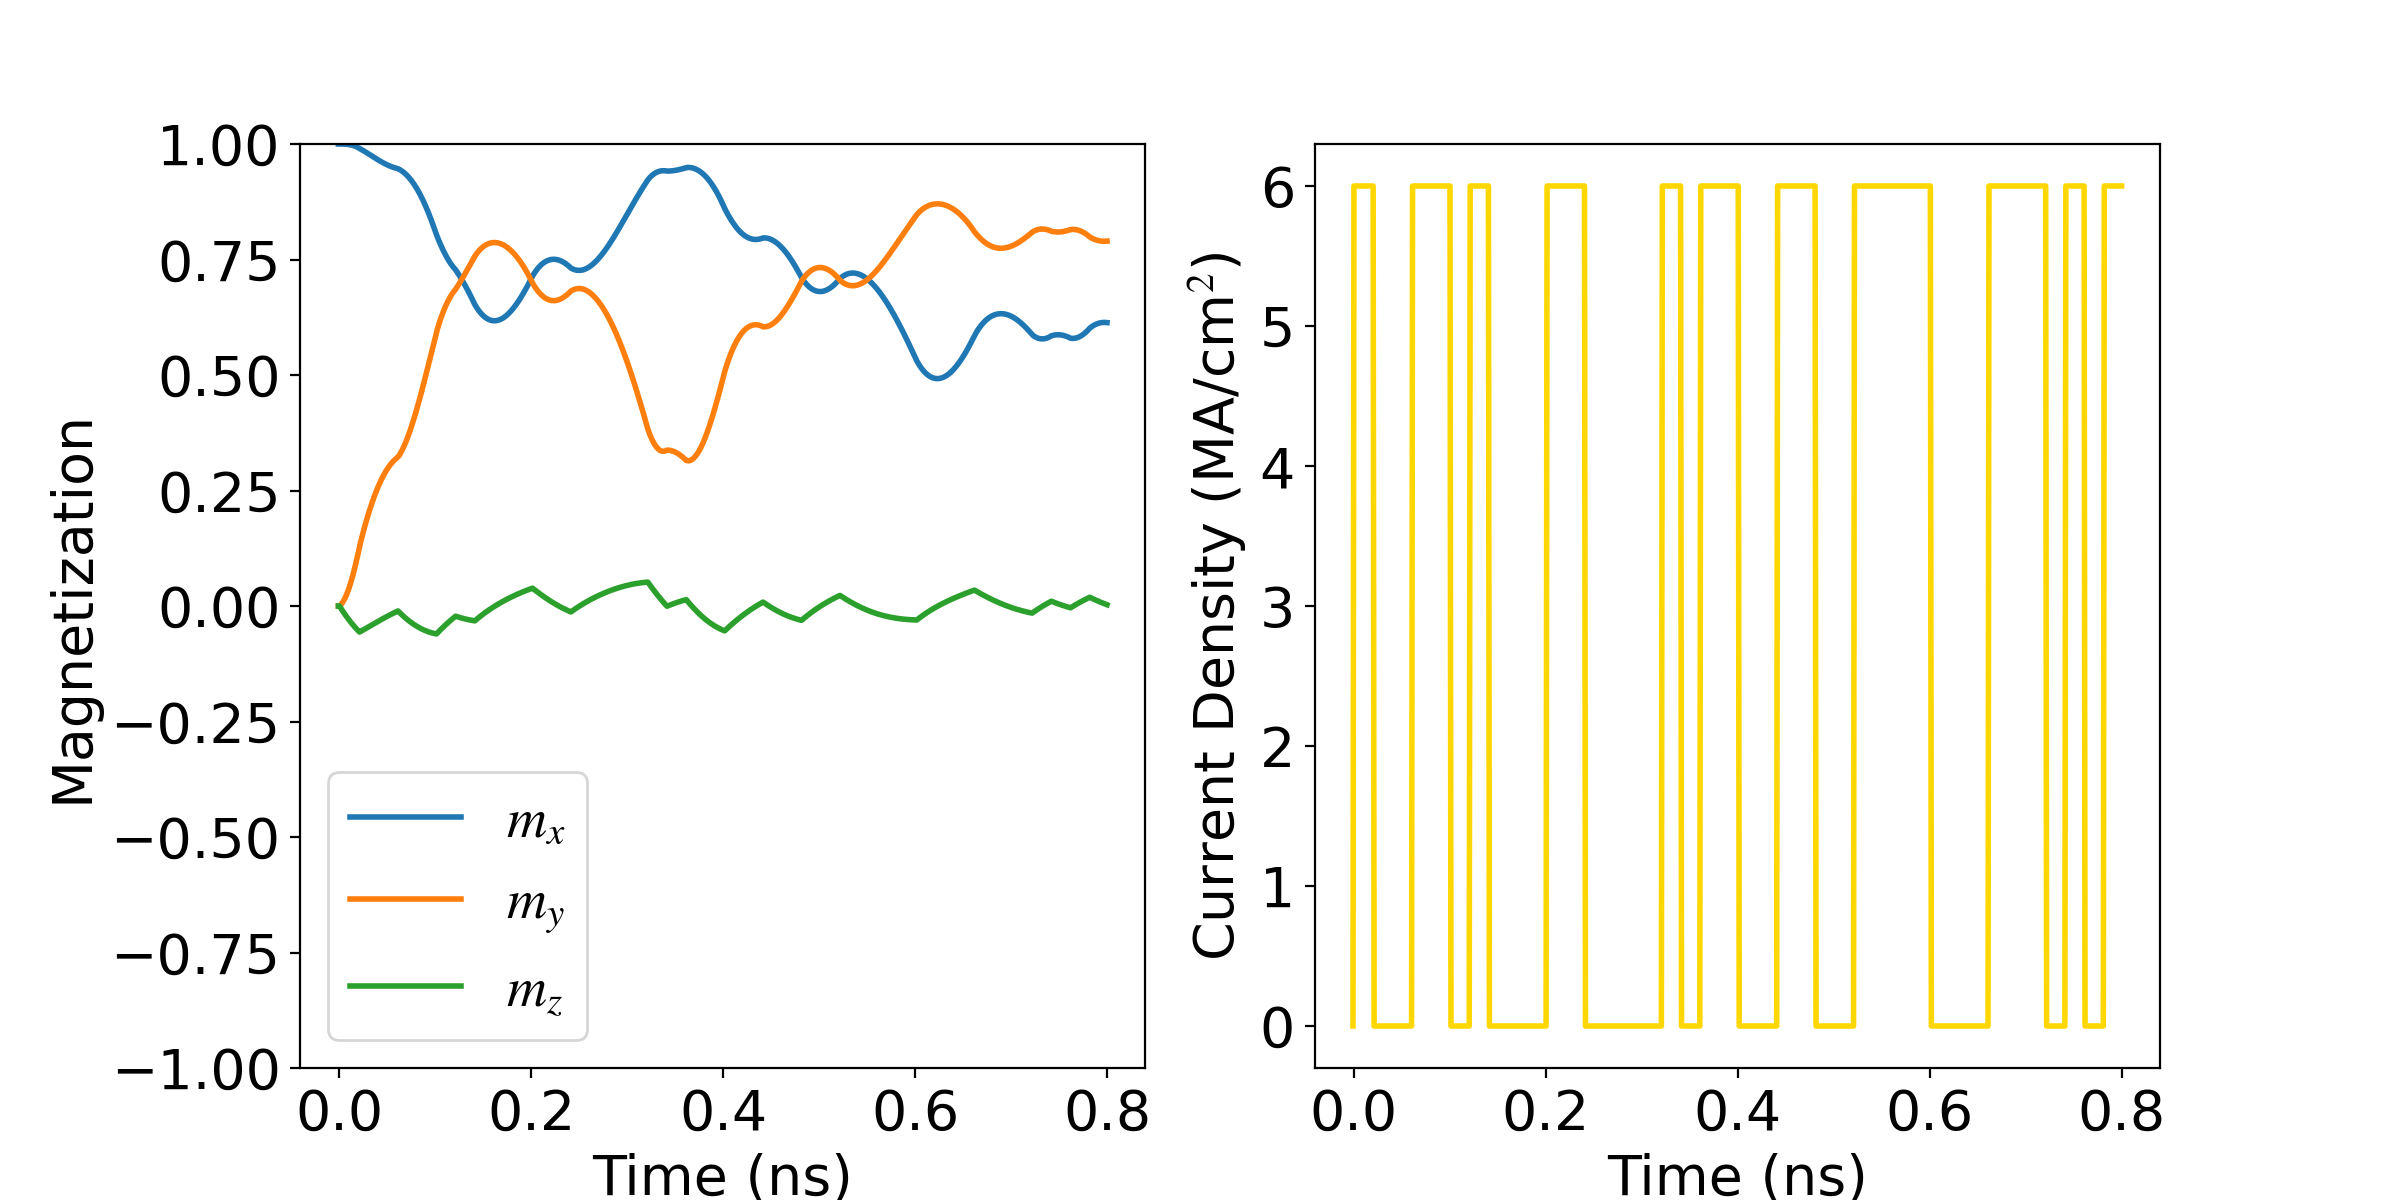 Magnetization
1.00
0.75
0.50
0.25
0.00
−0.25
−0.50
−0.75
−1.00
m_x
m_y
m_z
0.0 0.2 0.4 0.6 0.8
Time (ns)
Current Density (MA/cm²)
6
5
4
3
2
1
0
0.0 0.2 0.4 0.6 0.8
Time (ns)